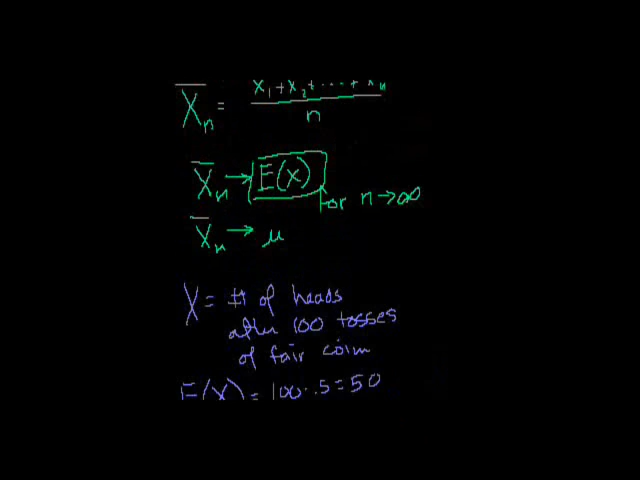 X̄ₙ = (x₁ + x₂ + ... + xₙ) / n
X̄ₙ → E(X)
for n → ∞
X̄ₙ → μ
X = # of heads
after 100 tosses
of fair coin
E(X) = 100 · .5 = 50